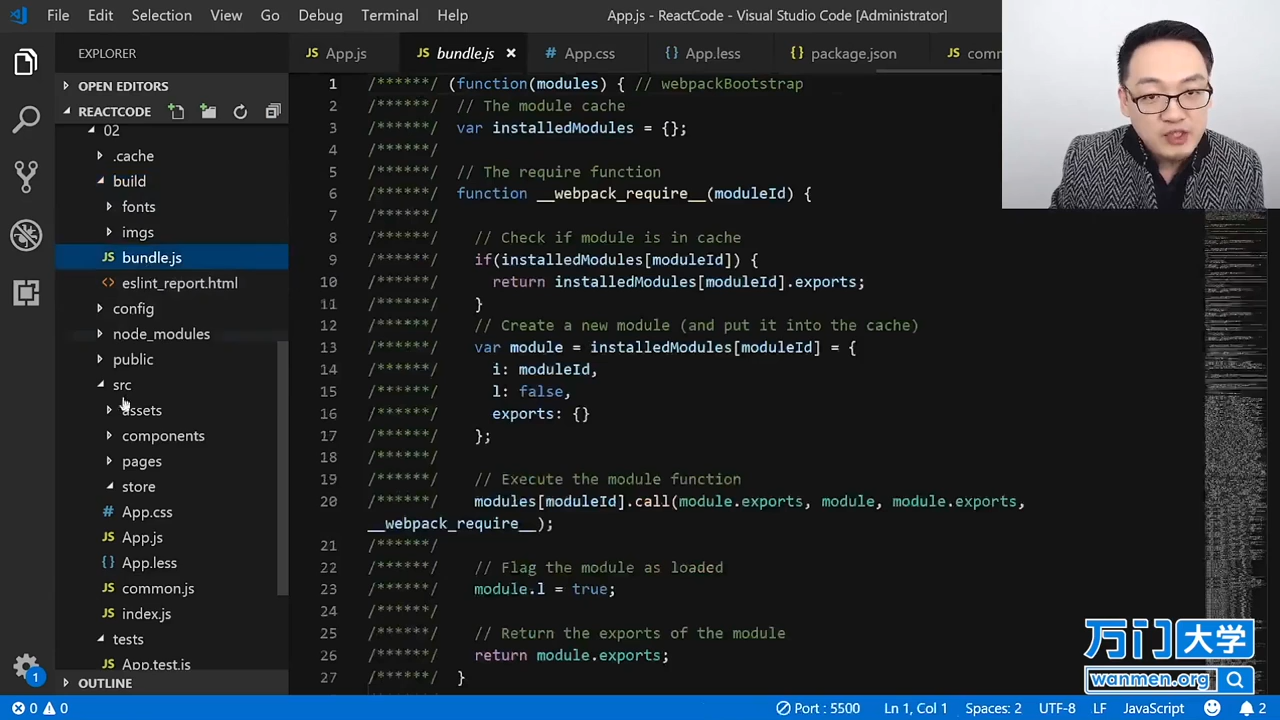 File Edit Selection View Go Debug Terminal Help
App.js - ReactCode - Visual Studio Code [Administrator]
EXPLORER
OPEN EDITORS
REACTCODE
02
.cache
build
fonts
imgs
JS bundle.js
<> eslint_report.html
config
node_modules
public
src
assets
components
pages
store
# App.css
JS App.js
{} App.less
JS common.js
JS index.js
tests
App.test.js
OUTLINE
JS App.js
JS bundle.js
# App.css
{} App.less
{} package.json
JS comm
1 /******/ (function(modules) { // webpackBootstrap
2 /******/ // The module cache
3 /******/ var installedModules = {};
4 /******/
5 /******/ // The require function
6 /******/ function __webpack_require__(moduleId) {
7 /******/
8 /******/ // Check if module is in cache
9 /******/ if(installedModules[moduleId]) {
10 /******/ return installedModules[moduleId].exports;
11 /******/ }
12 /******/ // Create a new module (and put it into the cache)
13 /******/ var module = installedModules[moduleId] = {
14 /******/ i: moduleId,
15 /******/ l: false,
16 /******/ exports: {}
17 /******/ };
18 /******/
19 /******/ // Execute the module function
20 /******/ modules[moduleId].call(module.exports, module, module.exports,
__webpack_require__);
21 /******/
22 /******/ // Flag the module as loaded
23 /******/ module.l = true;
24 /******/
25 /******/ // Return the exports of the module
26 /******/ return module.exports;
27 /******/ }
万门大学
wanmen.org
1
0 0
Port : 5500
Ln 1, Col 1
Spaces: 2
UTF-8
LF
JavaScript
2